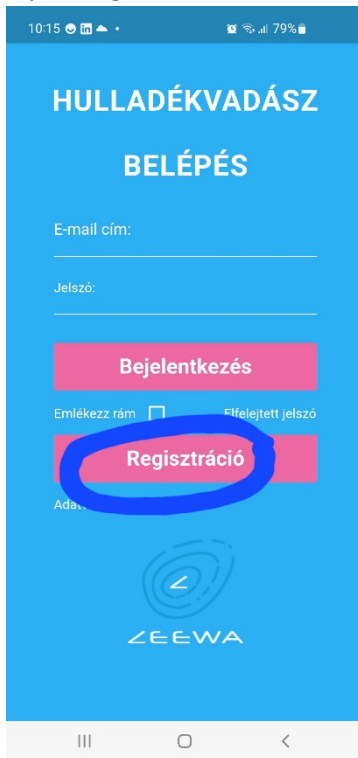 10:15 79%
HULLADÉKVADÁSZ
BELÉPÉS
E-mail cím:
Jelszó:
Bejelentkezés
Emlékezz rám Elfelejtett jelszó
Regisztráció
ZEEWA